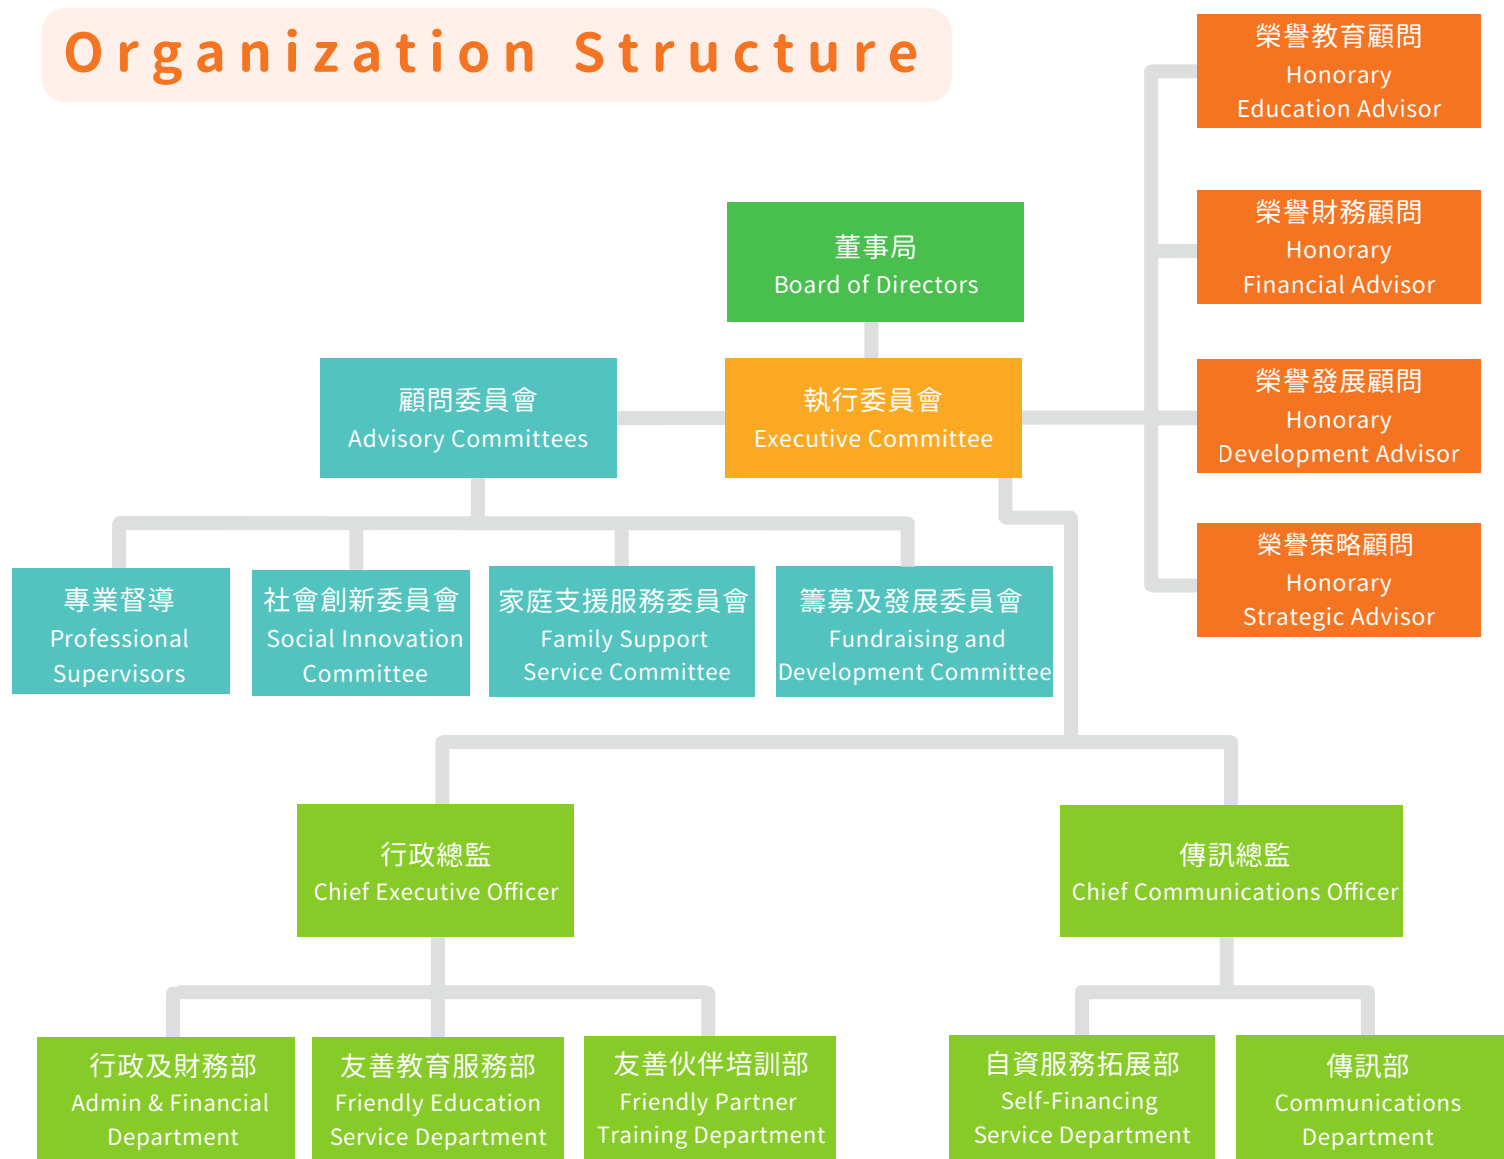 Organization Structure
榮譽教育顧問
Honorary
Education Advisor
榮譽財務顧問
Honorary
Financial Advisor
董事局
Board of Directors
顧問委員會
Advisory Committees
執行委員會
Executive Committee
榮譽發展顧問
Honorary
Development Advisor
榮譽策略顧問
Honorary
Strategic Advisor
專業督導
Professional
Supervisors
社會創新委員會
Social Innovation
Committee
家庭支援服務委員會
Family Support
Service Committee
籌募及發展委員會
Fundraising and
Development Committee
行政總監
Chief Executive Officer
傳訊總監
Chief Communications Officer
行政及財務部
Admin & Financial
Department
友善教育服務部
Friendly Education
Service Department
友善伙伴培訓部
Friendly Partner
Training Department
自資服務拓展部
Self-Financing
Service Department
傳訊部
Communications
Department